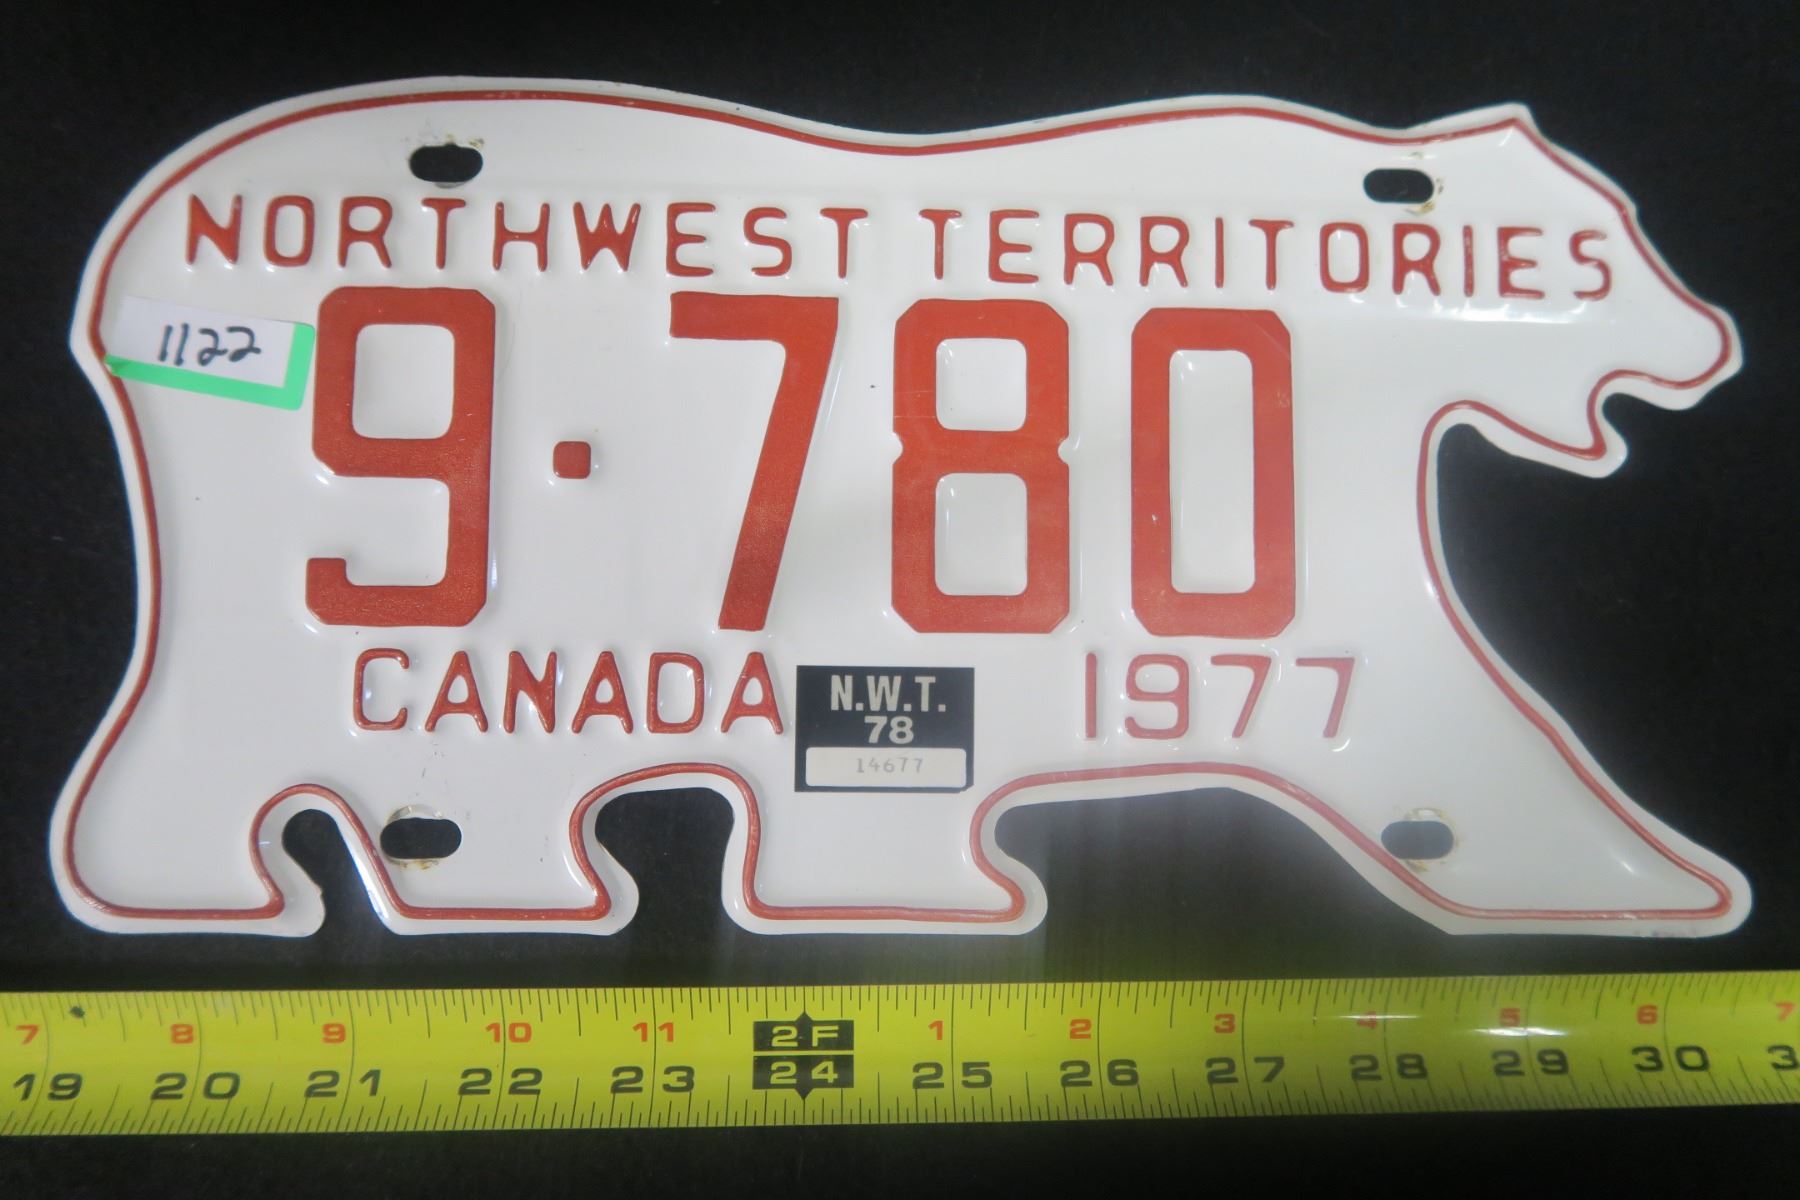 NORTHWEST TERRITORIES
1122
9·780
CANADA 1977
N.W.T.
78
14677
7 8 9 10 11 2F 1 2 3 4 5 6 7
19 20 21 22 23 24 25 26 27 28 29 30 3